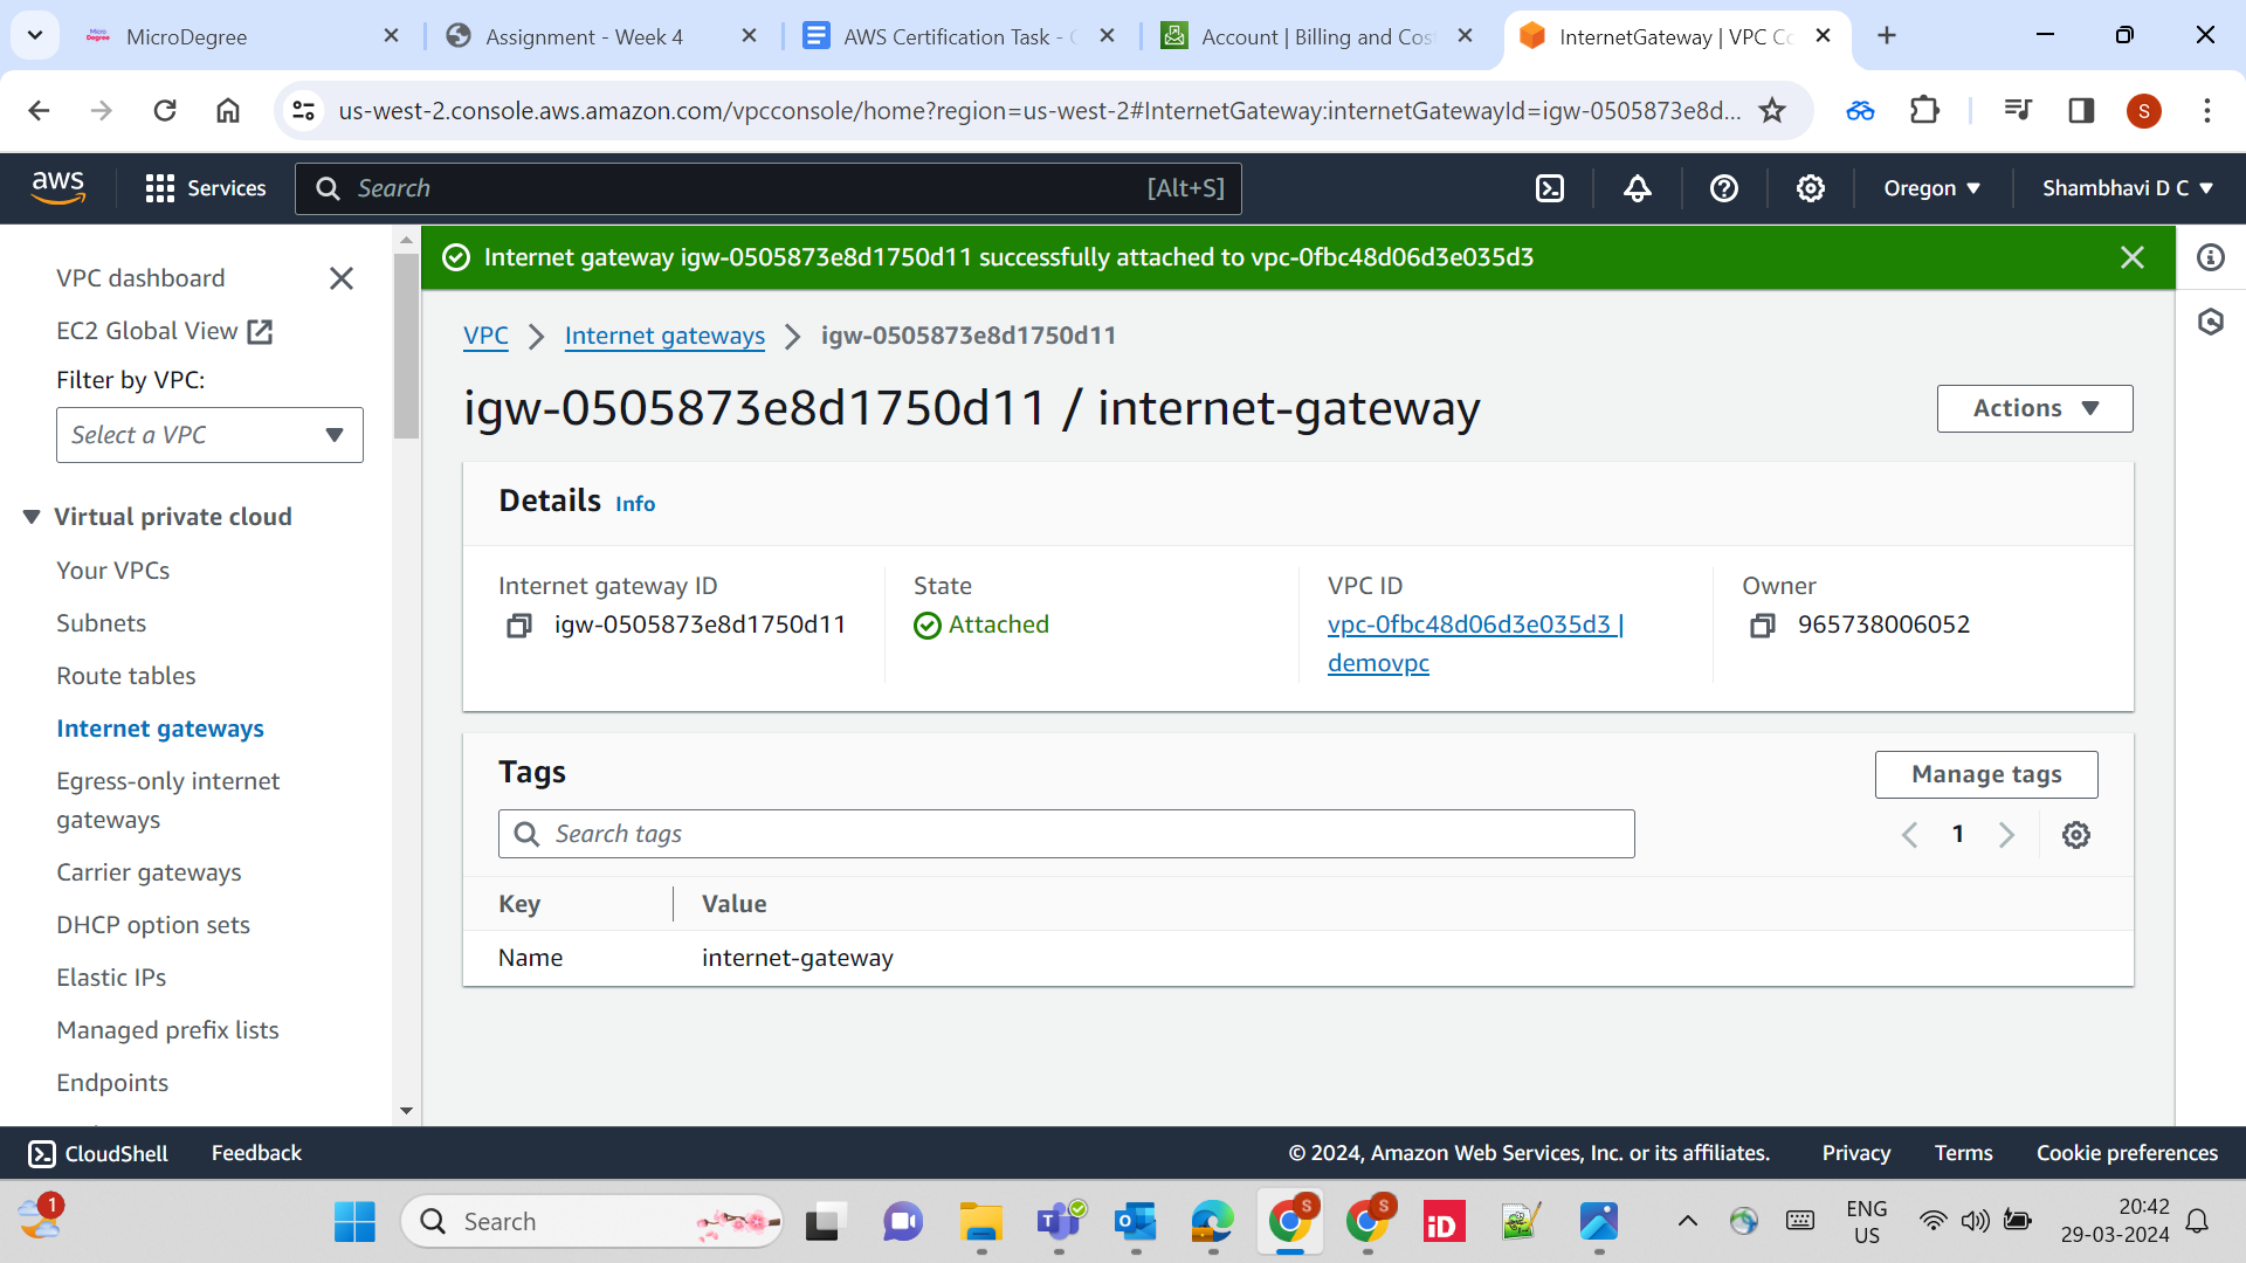 MicroDegree
Assignment - Week 4
AWS Certification Task -
Account | Billing and Cos
InternetGateway | VPC Co
us-west-2.console.aws.amazon.com/vpcconsole/home?region=us-west-2#InternetGateway:internetGatewayId=igw-0505873e8d...
S
aws
Services
Search
[Alt+S]
Oregon
Shambhavi D C
VPC dashboard
EC2 Global View
Filter by VPC:
Select a VPC
Virtual private cloud
Your VPCs
Subnets
Route tables
Internet gateways
Egress-only internet
gateways
Carrier gateways
DHCP option sets
Elastic IPs
Managed prefix lists
Endpoints
Internet gateway igw-0505873e8d1750d11 successfully attached to vpc-0fbc48d06d3e035d3
VPC
Internet gateways
igw-0505873e8d1750d11
igw-0505873e8d1750d11 / internet-gateway
Actions
Details Info
Internet gateway ID
igw-0505873e8d1750d11
State
Attached
VPC ID
vpc-0fbc48d06d3e035d3 |
demovpc
Owner
965738006052
Tags
Manage tags
Search tags
1
Key
Value
Name
internet-gateway
CloudShell
Feedback
© 2024, Amazon Web Services, Inc. or its affiliates.
Privacy
Terms
Cookie preferences
1
Search
S
S
iD
ENG
US
20:42
29-03-2024